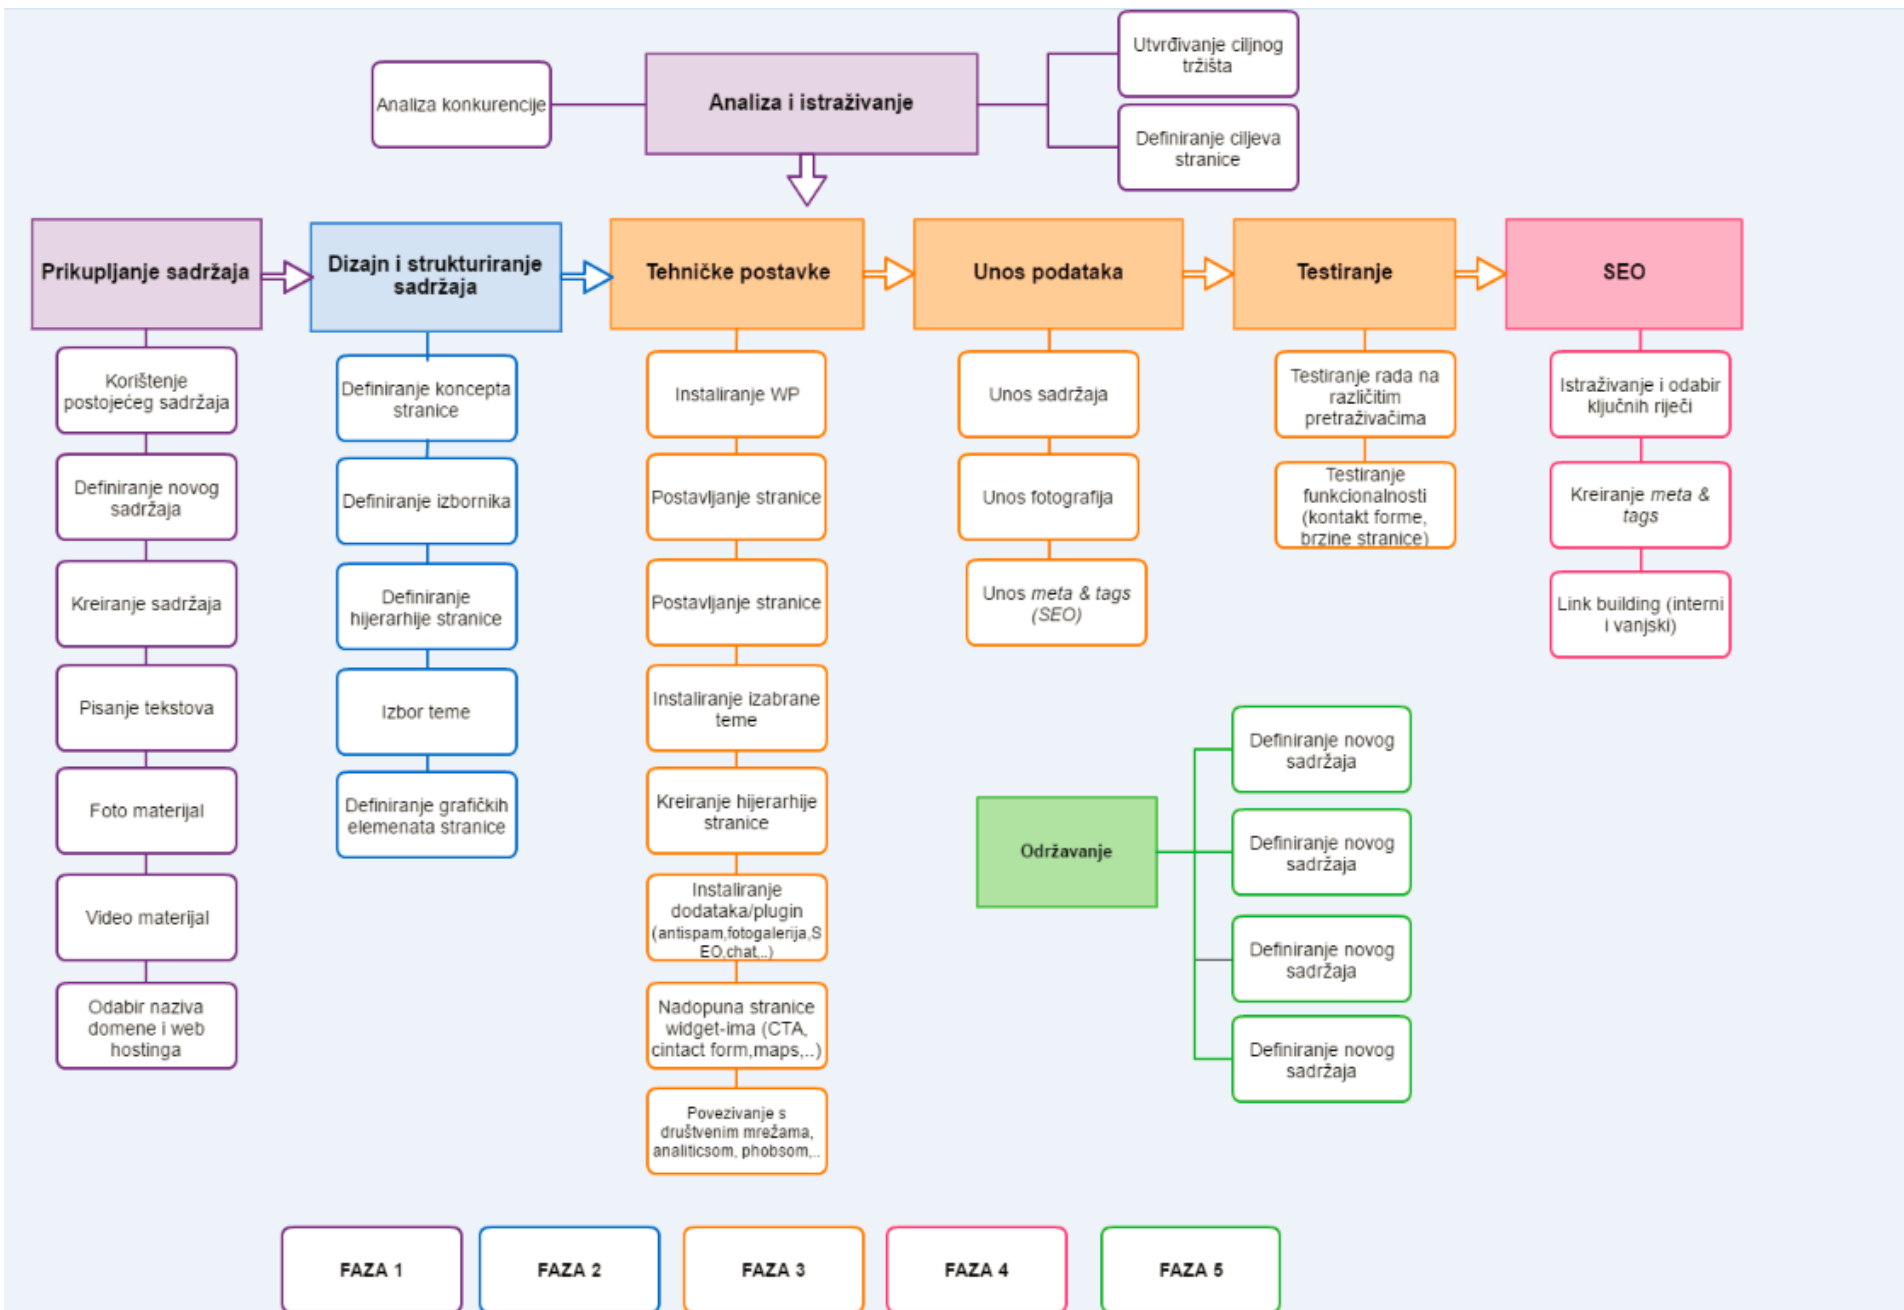 Utvrđivanje ciljnog
tržišta
Analiza konkurencije
Analiza i istraživanje
Definiranje ciljeva
stranice
Prikupljanje sadržaja
Dizajn i strukturiranje
sadržaja
Tehničke postavke
Unos podataka
Testiranje
SEO
Korištenje
postojećeg sadržaja
Definiranje novog
sadržaja
Kreiranje sadržaja
Pisanje tekstova
Foto materijal
Video materijal
Odabir naziva
domene i web
hostinga
Definiranje koncepta
stranice
Definiranje izbornika
Definiranje
hijerarhije stranice
Izbor teme
Definiranje grafičkih
elemenata stranice
Instaliranje WP
Postavljanje stranice
Postavljanje stranice
Instaliranje izabrane
teme
Kreiranje hijerarhije
stranice
Instaliranje
dodataka/plugin
(antispam,fotogalerija,S
EO,chat,..)
Nadopuna stranice
widget-ima (CTA,
cintact form,maps,..)
Povezivanje s
društvenim mrežama,
analiticsom, phobsom,..
Unos sadržaja
Unos fotografija
Unos meta & tags
(SEO)
Testiranje rada na
različitim
pretraživačima
Testiranje
funkcionalnosti
(kontakt forme,
brzine stranice)
Istraživanje i odabir
ključnih riječi
Kreiranje meta &
tags
Link building (interni
i vanjski)
Održavanje
Definiranje novog
sadržaja
Definiranje novog
sadržaja
Definiranje novog
sadržaja
Definiranje novog
sadržaja
FAZA 1
FAZA 2
FAZA 3
FAZA 4
FAZA 5